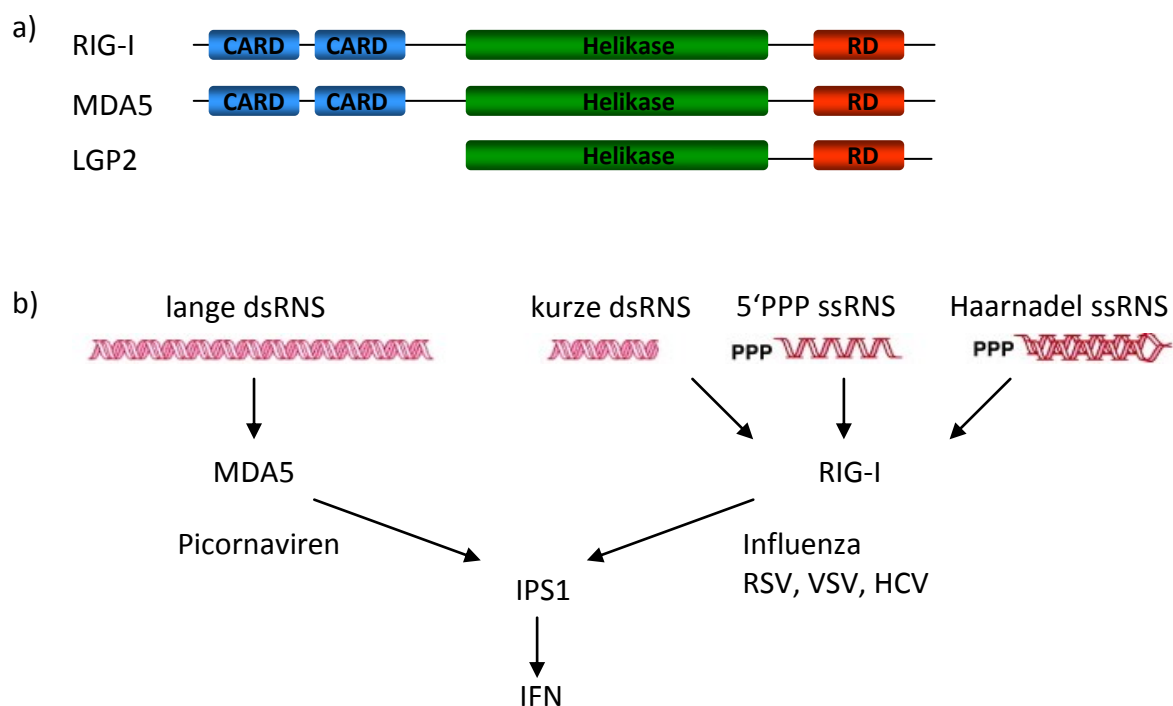 a)
RIG-I CARD CARD Helikase RD
MDA5 CARD CARD Helikase RD
LGP2 Helikase RD
b)
lange dsRNS kurze dsRNS 5‘PPP ssRNS Haarnadel ssRNS
PPP PPP
MDA5 RIG-I
Picornaviren Influenza
RSV, VSV, HCV
IPS1
IFN